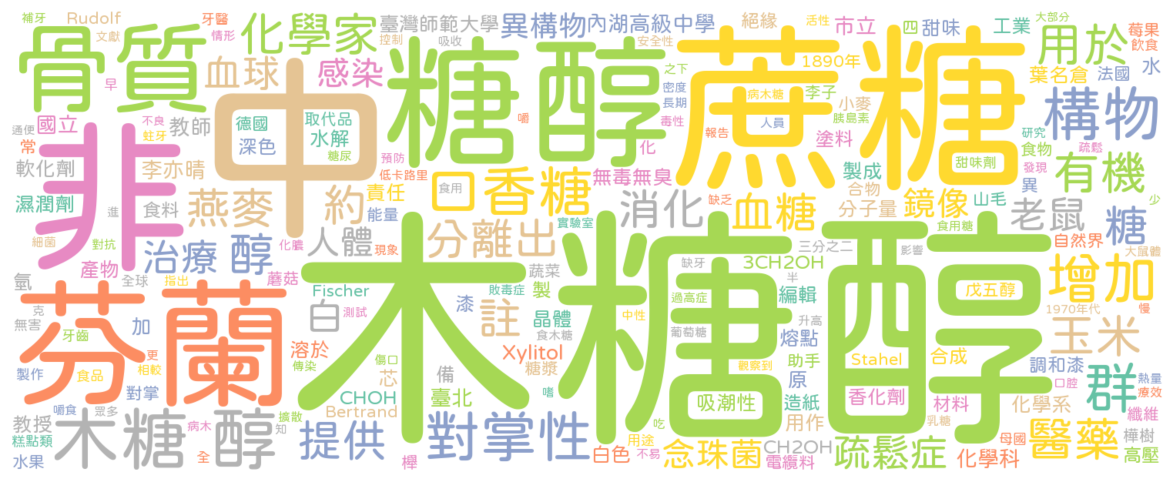 補牙 Rudolf 牙醫 臺灣師範大學 異構物 內湖高級中學 絕緣 活性 市立 四 甜味 工業 大部分 莓果
文獻 情形 化學家 控制 吸收 安全性 1890年 用於 飲食
骨質 血球 感染 糖 醇 蔗糖 之下 李子 葉名倉 法國 水
早 密度 病木糖 小麥
通便 國立 不良 教師 德國 取代品 嚼 長期 胰島素 構物
常 蛀牙 中 深色 水解 毒性 報告 人員 塗料 研究 疏鬆
非 軟化劑 李亦晴 糖尿 預防 化 製成 食物 發現
低卡路里 無毒無臭 甜味劑 有機
濕潤劑 進 食料 燕麥 約 責任 口香糖 食用 消化 缺乏 血糖 合物 異 山毛 少
細菌 對抗 能量 分子量 鏡像 食用糖 老鼠 糖
產物 治療 醇 化膿 人體 現象 分離出 實驗室 三分之二 影響 自然界 大鼠體
氫 全球 指出 蘑菇 蔬菜 缺牙 3CH2OH 增加
克 Fischer 敗毒症 漆 製 半 過高症 編輯 戊五醇
無害 芬蘭 加 白 測試 註 晶體 中性 1970年代 慢
牙齒 更 溶於 木糖醇 食木糖 葡萄糖 升高 熔點 玉米
製作 食品 相較 傳染 傷口 Xylitol 糖漿 觀察到 助手 Stahel 合成 調和漆
對掌 芯 備 嗜 原 口腔 熱量
眾多 CHOH 吸潮性 香化劑 群 療效
教授 嚼食 擴散 Bertrand 臺北 吃 造紙 材料 乳糖 纖維
木糖 醇 病木 知 提供 對掌性 用途 用作 化學系 樺樹
糕點類 櫸 不易 CH2OH 母國
水果 全 白色 念珠菌 電纜料 疏鬆症 化學科 醫藥 高壓